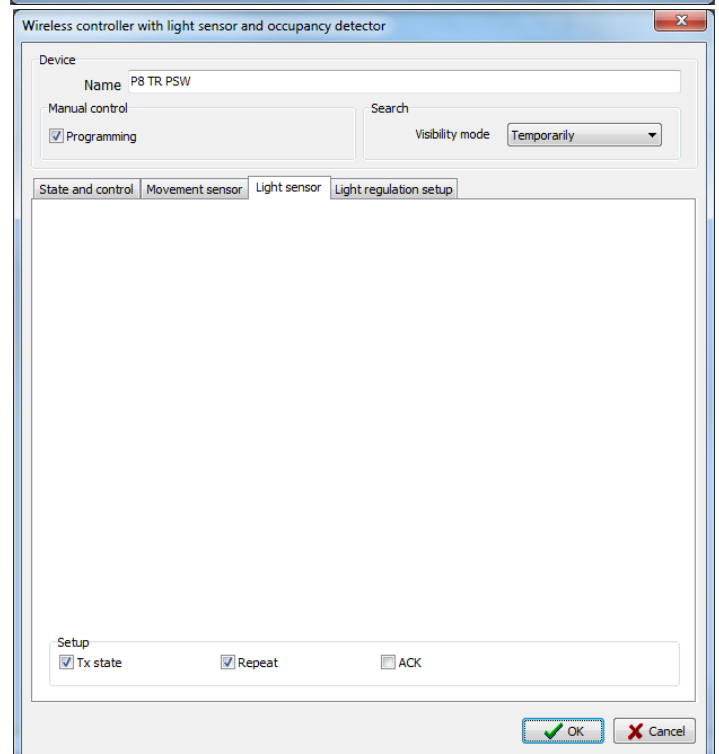 Wireless controller with light sensor and occupancy detector
Device
Name P8 TR PSW
Manual control
Programming
Search
Visibility mode Temporarily
State and control Movement sensor Light sensor Light regulation setup
Setup
Tx state Repeat ACK
OK Cancel